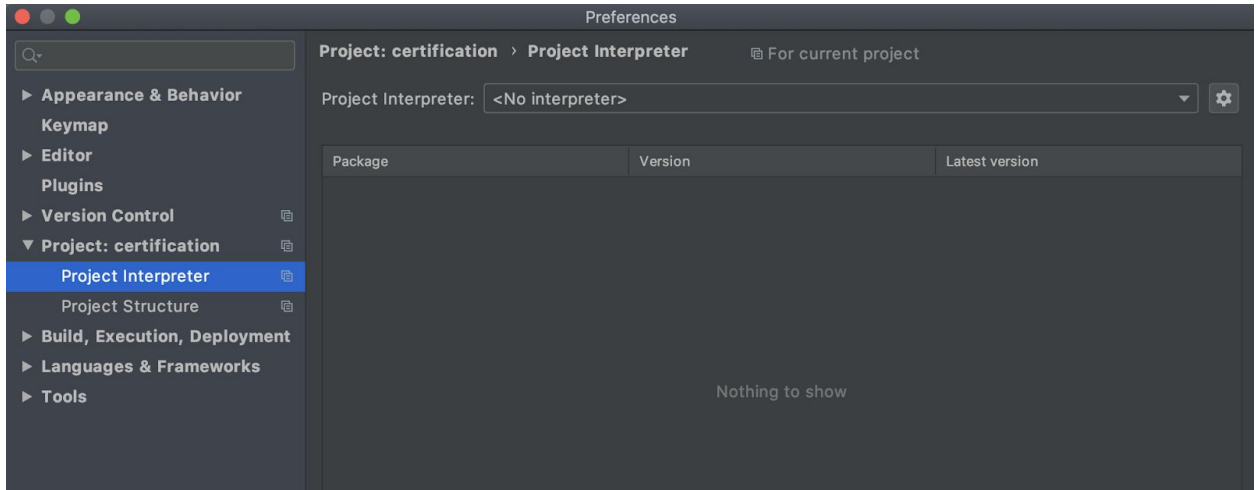 Preferences
Appearance & Behavior
Keymap
Editor
Plugins
Version Control
Project: certification
Project Interpreter
Project Structure
Build, Execution, Deployment
Languages & Frameworks
Tools
Project: certification › Project Interpreter For current project
Project Interpreter: <No interpreter>
Package Version Latest version
Nothing to show